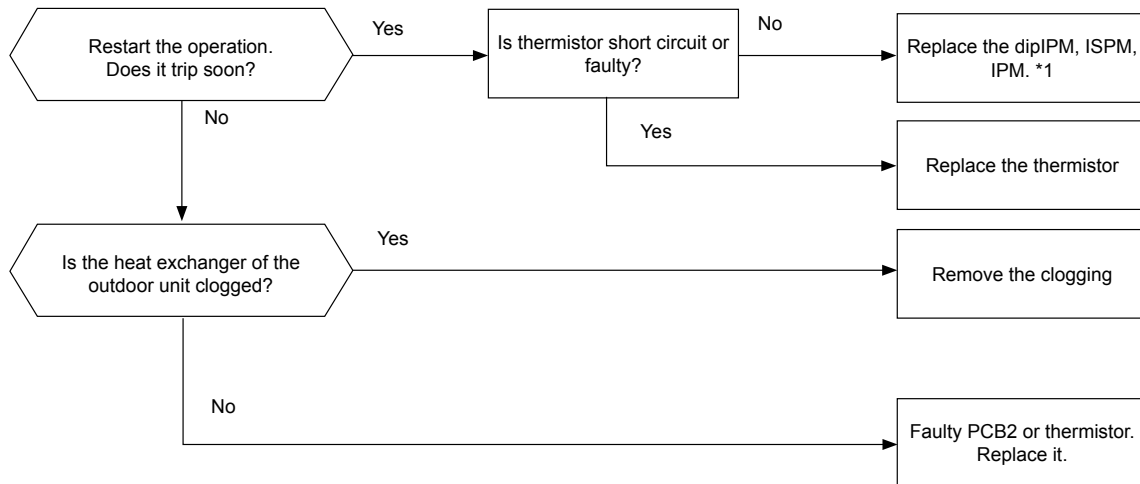 Restart the operation.
Does it trip soon?
Yes
Is thermistor short circuit or
faulty?
No
Replace the dipIPM, ISPM,
IPM. *1
No
Yes
Replace the thermistor
Is the heat exchanger of the
outdoor unit clogged?
Yes
Remove the clogging
No
Faulty PCB2 or thermistor.
Replace it.